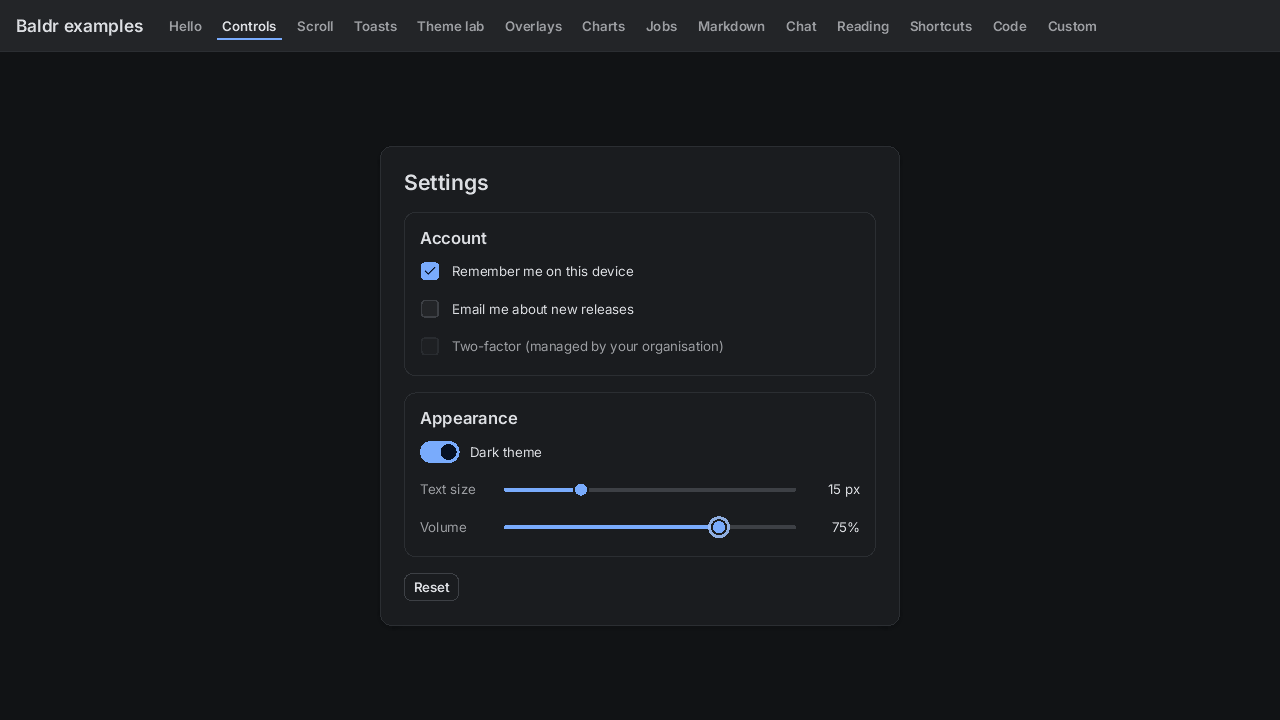 Baldr examples Hello Controls Scroll Toasts Theme lab Overlays Charts Jobs Markdown Chat Reading Shortcuts Code Custom
Settings
Account
Remember me on this device
Email me about new releases
Two-factor (managed by your organisation)
Appearance
Dark theme
Text size 15 px
Volume 75%
Reset